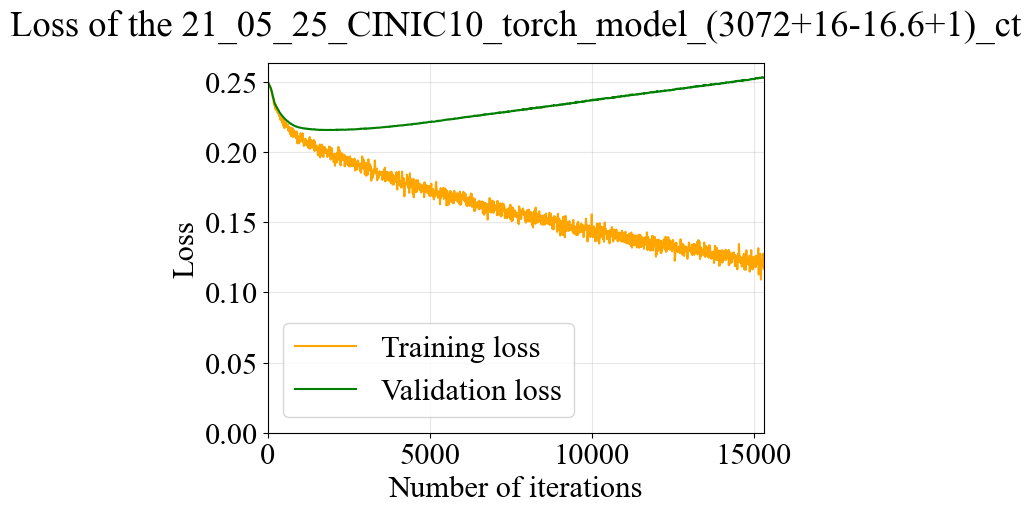 Loss of the 21_05_25_CINIC10_torch_model_(3072+16-16.6+1)_ct
0.25
0.20
0.15
0.10
0.05
0.00
Loss
Training loss
Validation loss
0 5000 10000 15000
Number of iterations